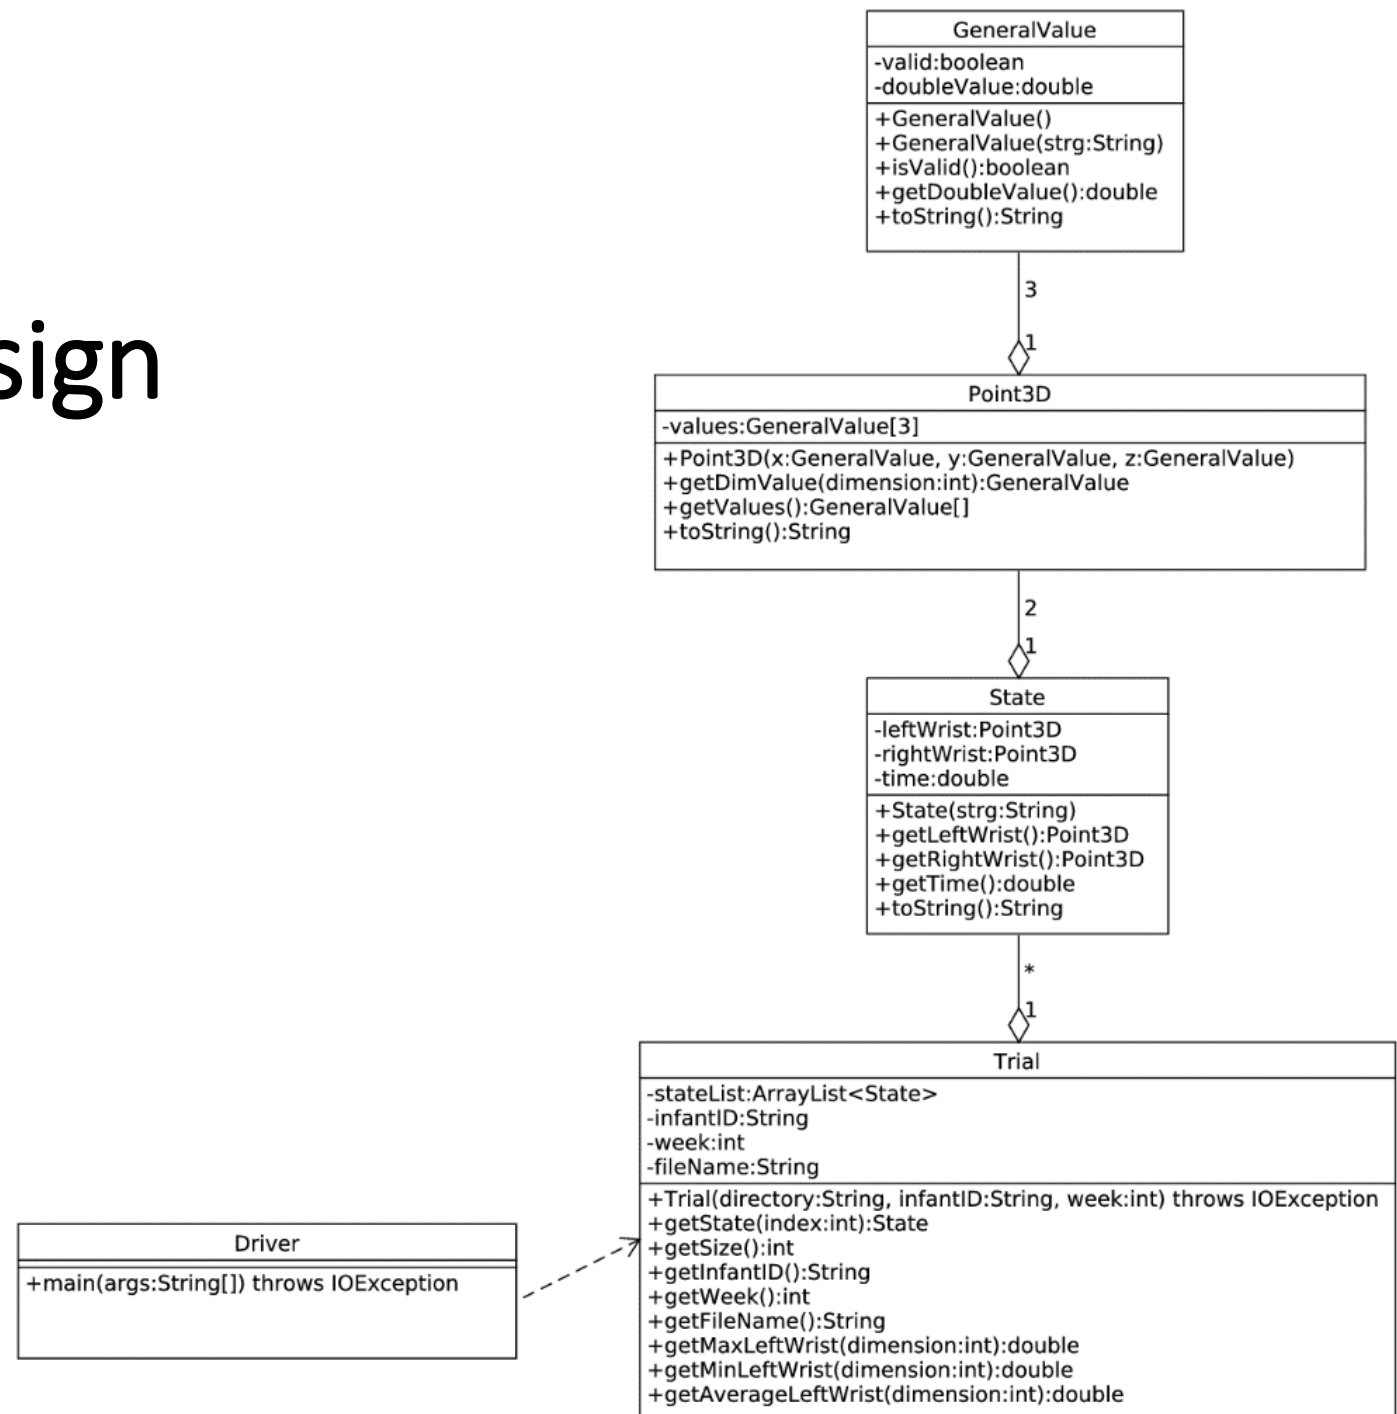 GeneralValue
-valid:boolean
-doubleValue:double
+GeneralValue()
+GeneralValue(strg:String)
+isValid():boolean
+getDoubleValue():double
+toString():String
3
1
sign
Point3D
-values:GeneralValue[3]
+Point3D(x:GeneralValue, y:GeneralValue, z:GeneralValue)
+getDimValue(dimension:int):GeneralValue
+getValues():GeneralValue[]
+toString():String
2
1
State
-leftWrist:Point3D
-rightWrist:Point3D
-time:double
+State(strg:String)
+getLeftWrist():Point3D
+getRightWrist():Point3D
+getTime():double
+toString():String
*
1
Trial
-stateList:ArrayList<State>
-infantID:String
-week:int
-fileName:String
+Trial(directory:String, infantID:String, week:int) throws IOException
+getState(index:int):State
+getSize():int
+getInfantID():String
+getWeek():int
+getFileName():String
+getMaxLeftWrist(dimension:int):double
+getMinLeftWrist(dimension:int):double
+getAverageLeftWrist(dimension:int):double
Driver
+main(args:String[]) throws IOException